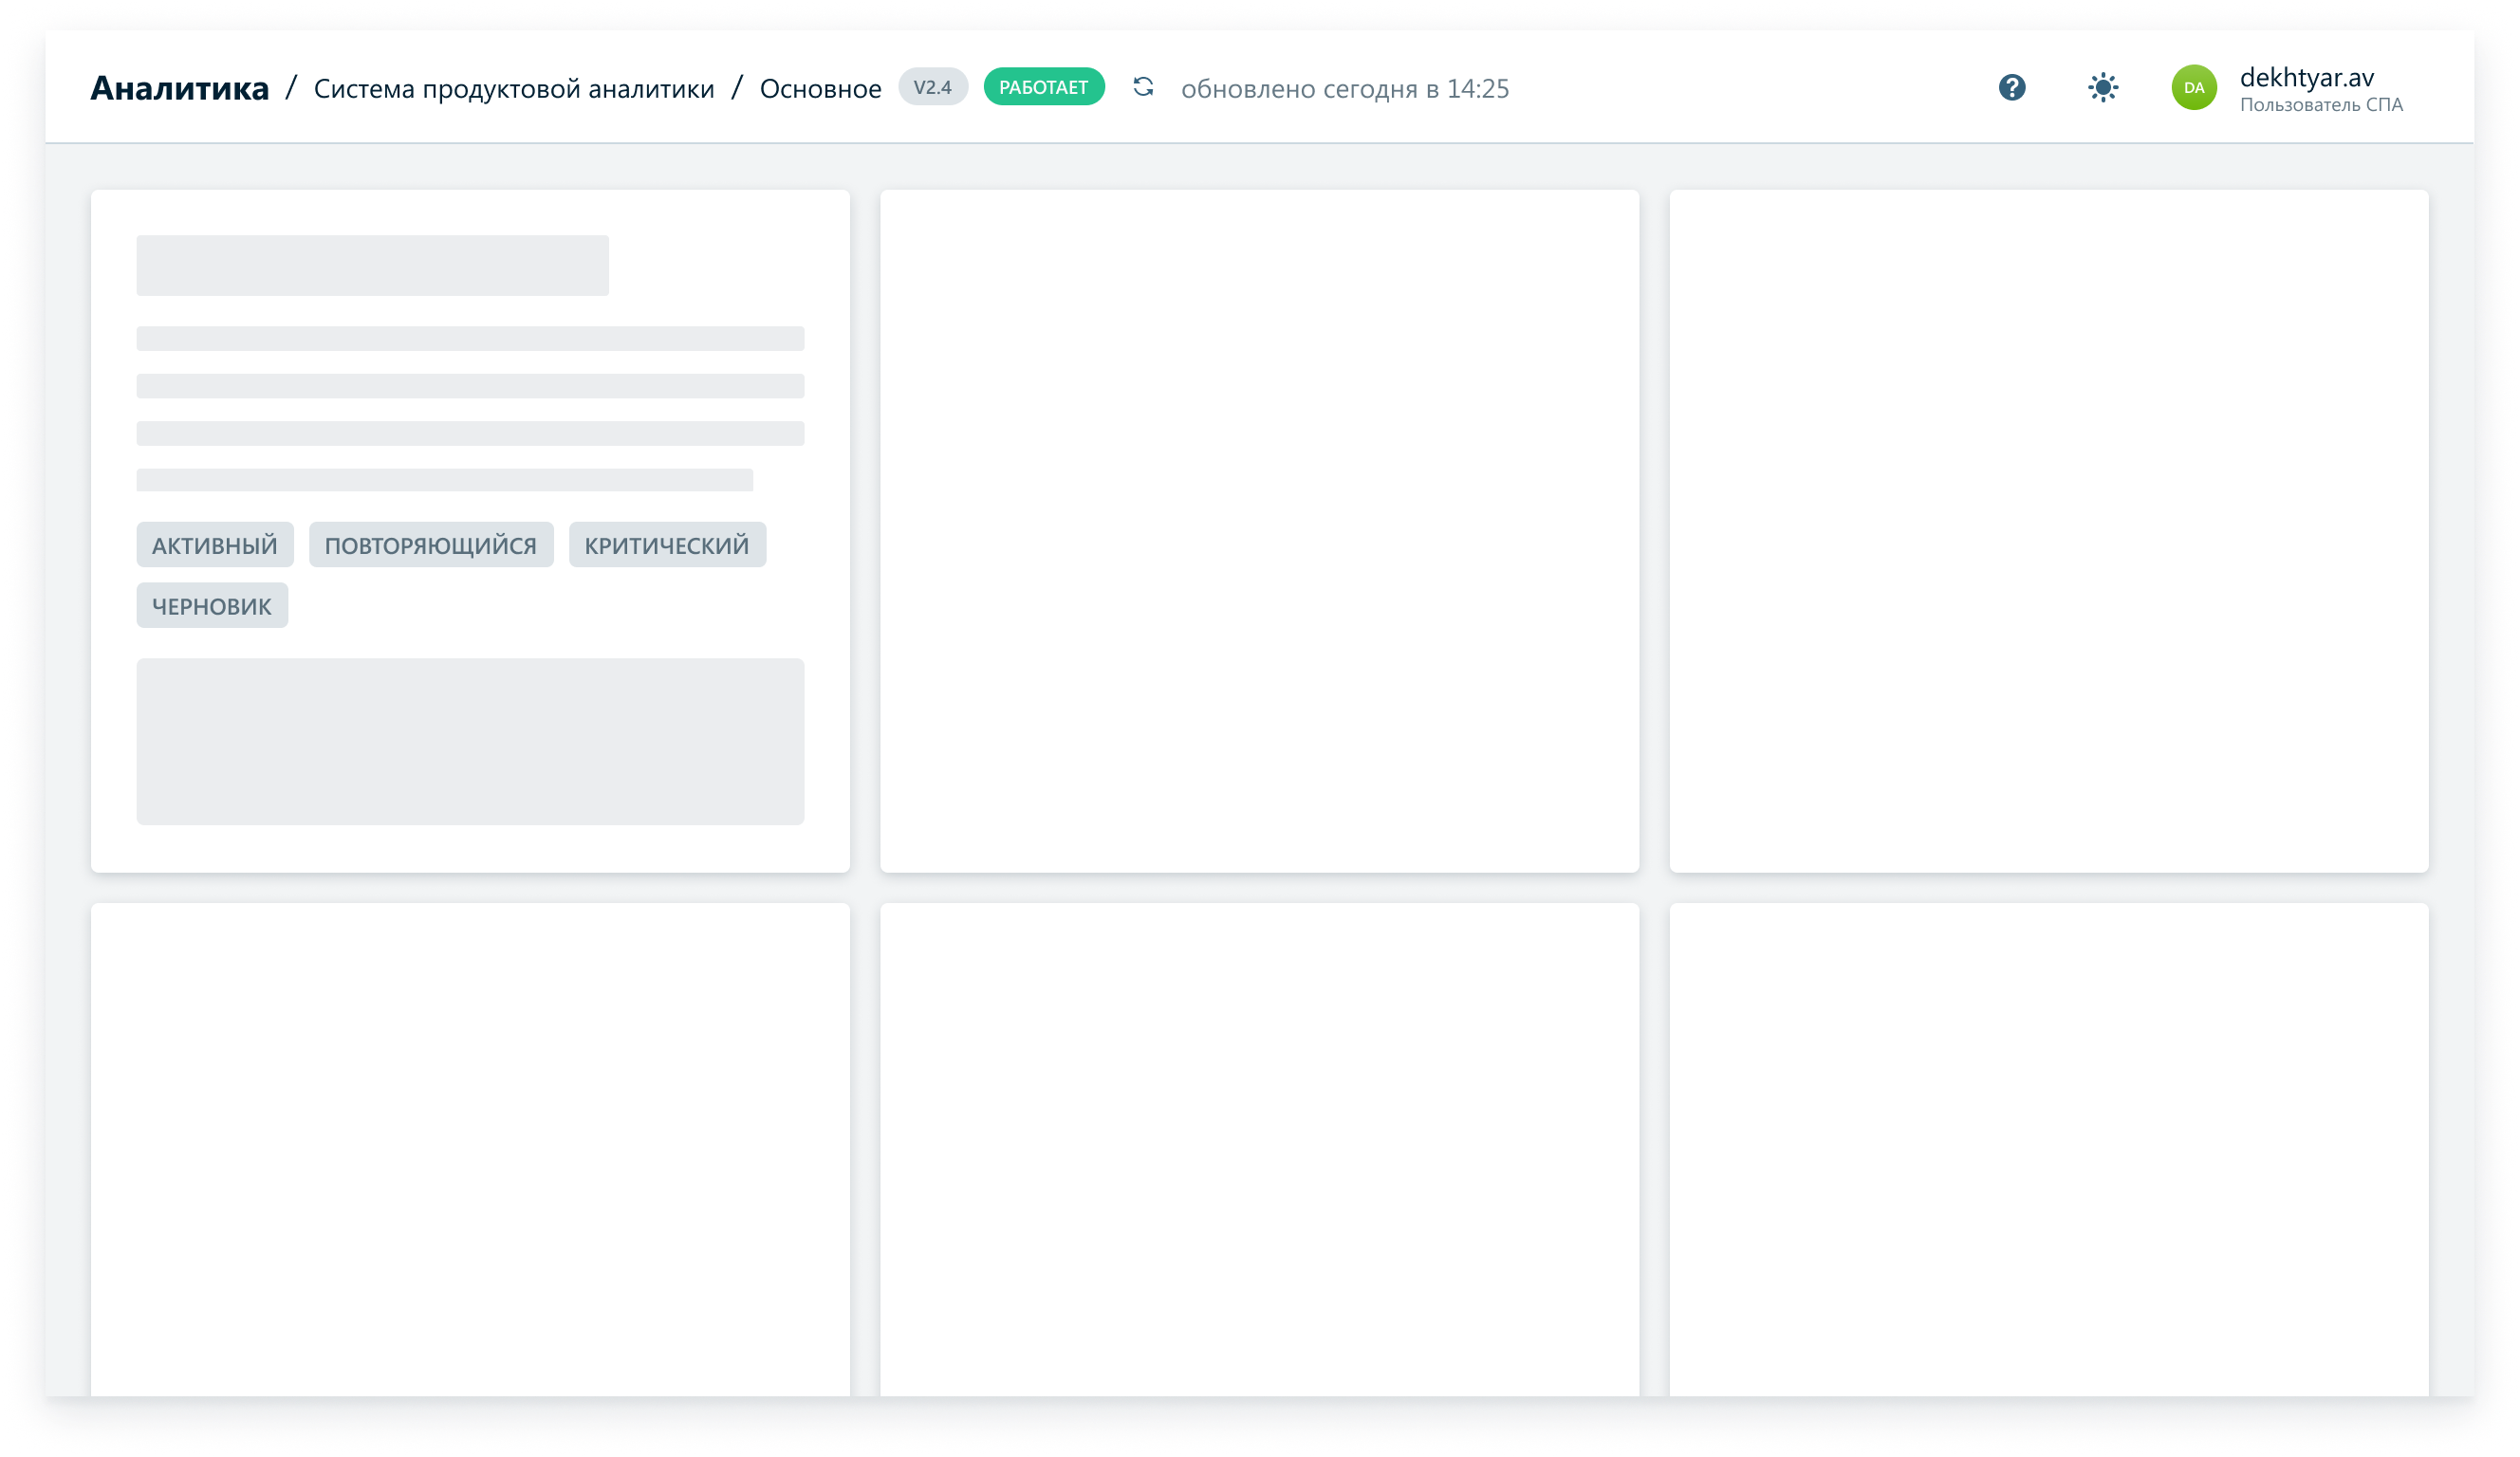 Аналитика / Система продуктовой аналитики / Основное V2.4 РАБОТАЕТ обновлено сегодня в 14:25
DA dekhtyar.av
Пользователь СПА
АКТИВНЫЙ ПОВТОРЯЮЩИЙСЯ КРИТИЧЕСКИЙ
ЧЕРНОВИК